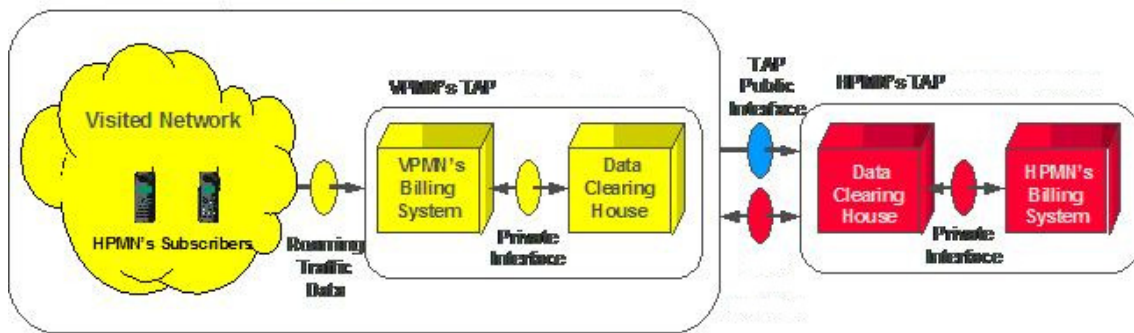 Visited Network
HPMN's Subscribers
Roaming
Traffic
Data
VPMN's TAP
VPMN's
Billing
System
Private
Interface
Data
Clearing
House
TAP
Public
Interface
HPMN's TAP
Data
Clearing
House
Private
Interface
HPMN's
Billing
System